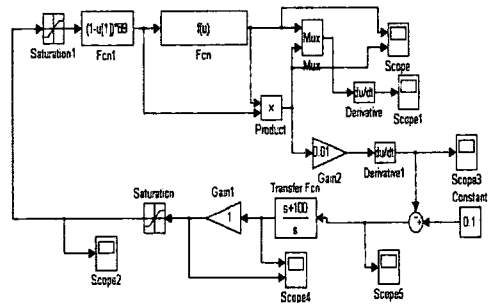 (1-u[1])*89
f(u)
Mux
Saturation1
Fcn1
Fcn
Mux
Scope
du/dt
Derivative
Scope1
×
Product
0.01
Gain2
du/dt
Derivative1
Scope3
Saturation
Gain1
Transfer Fcn
Constant
1
s+100
s
0.1
Scope2
Scope4
Scope5